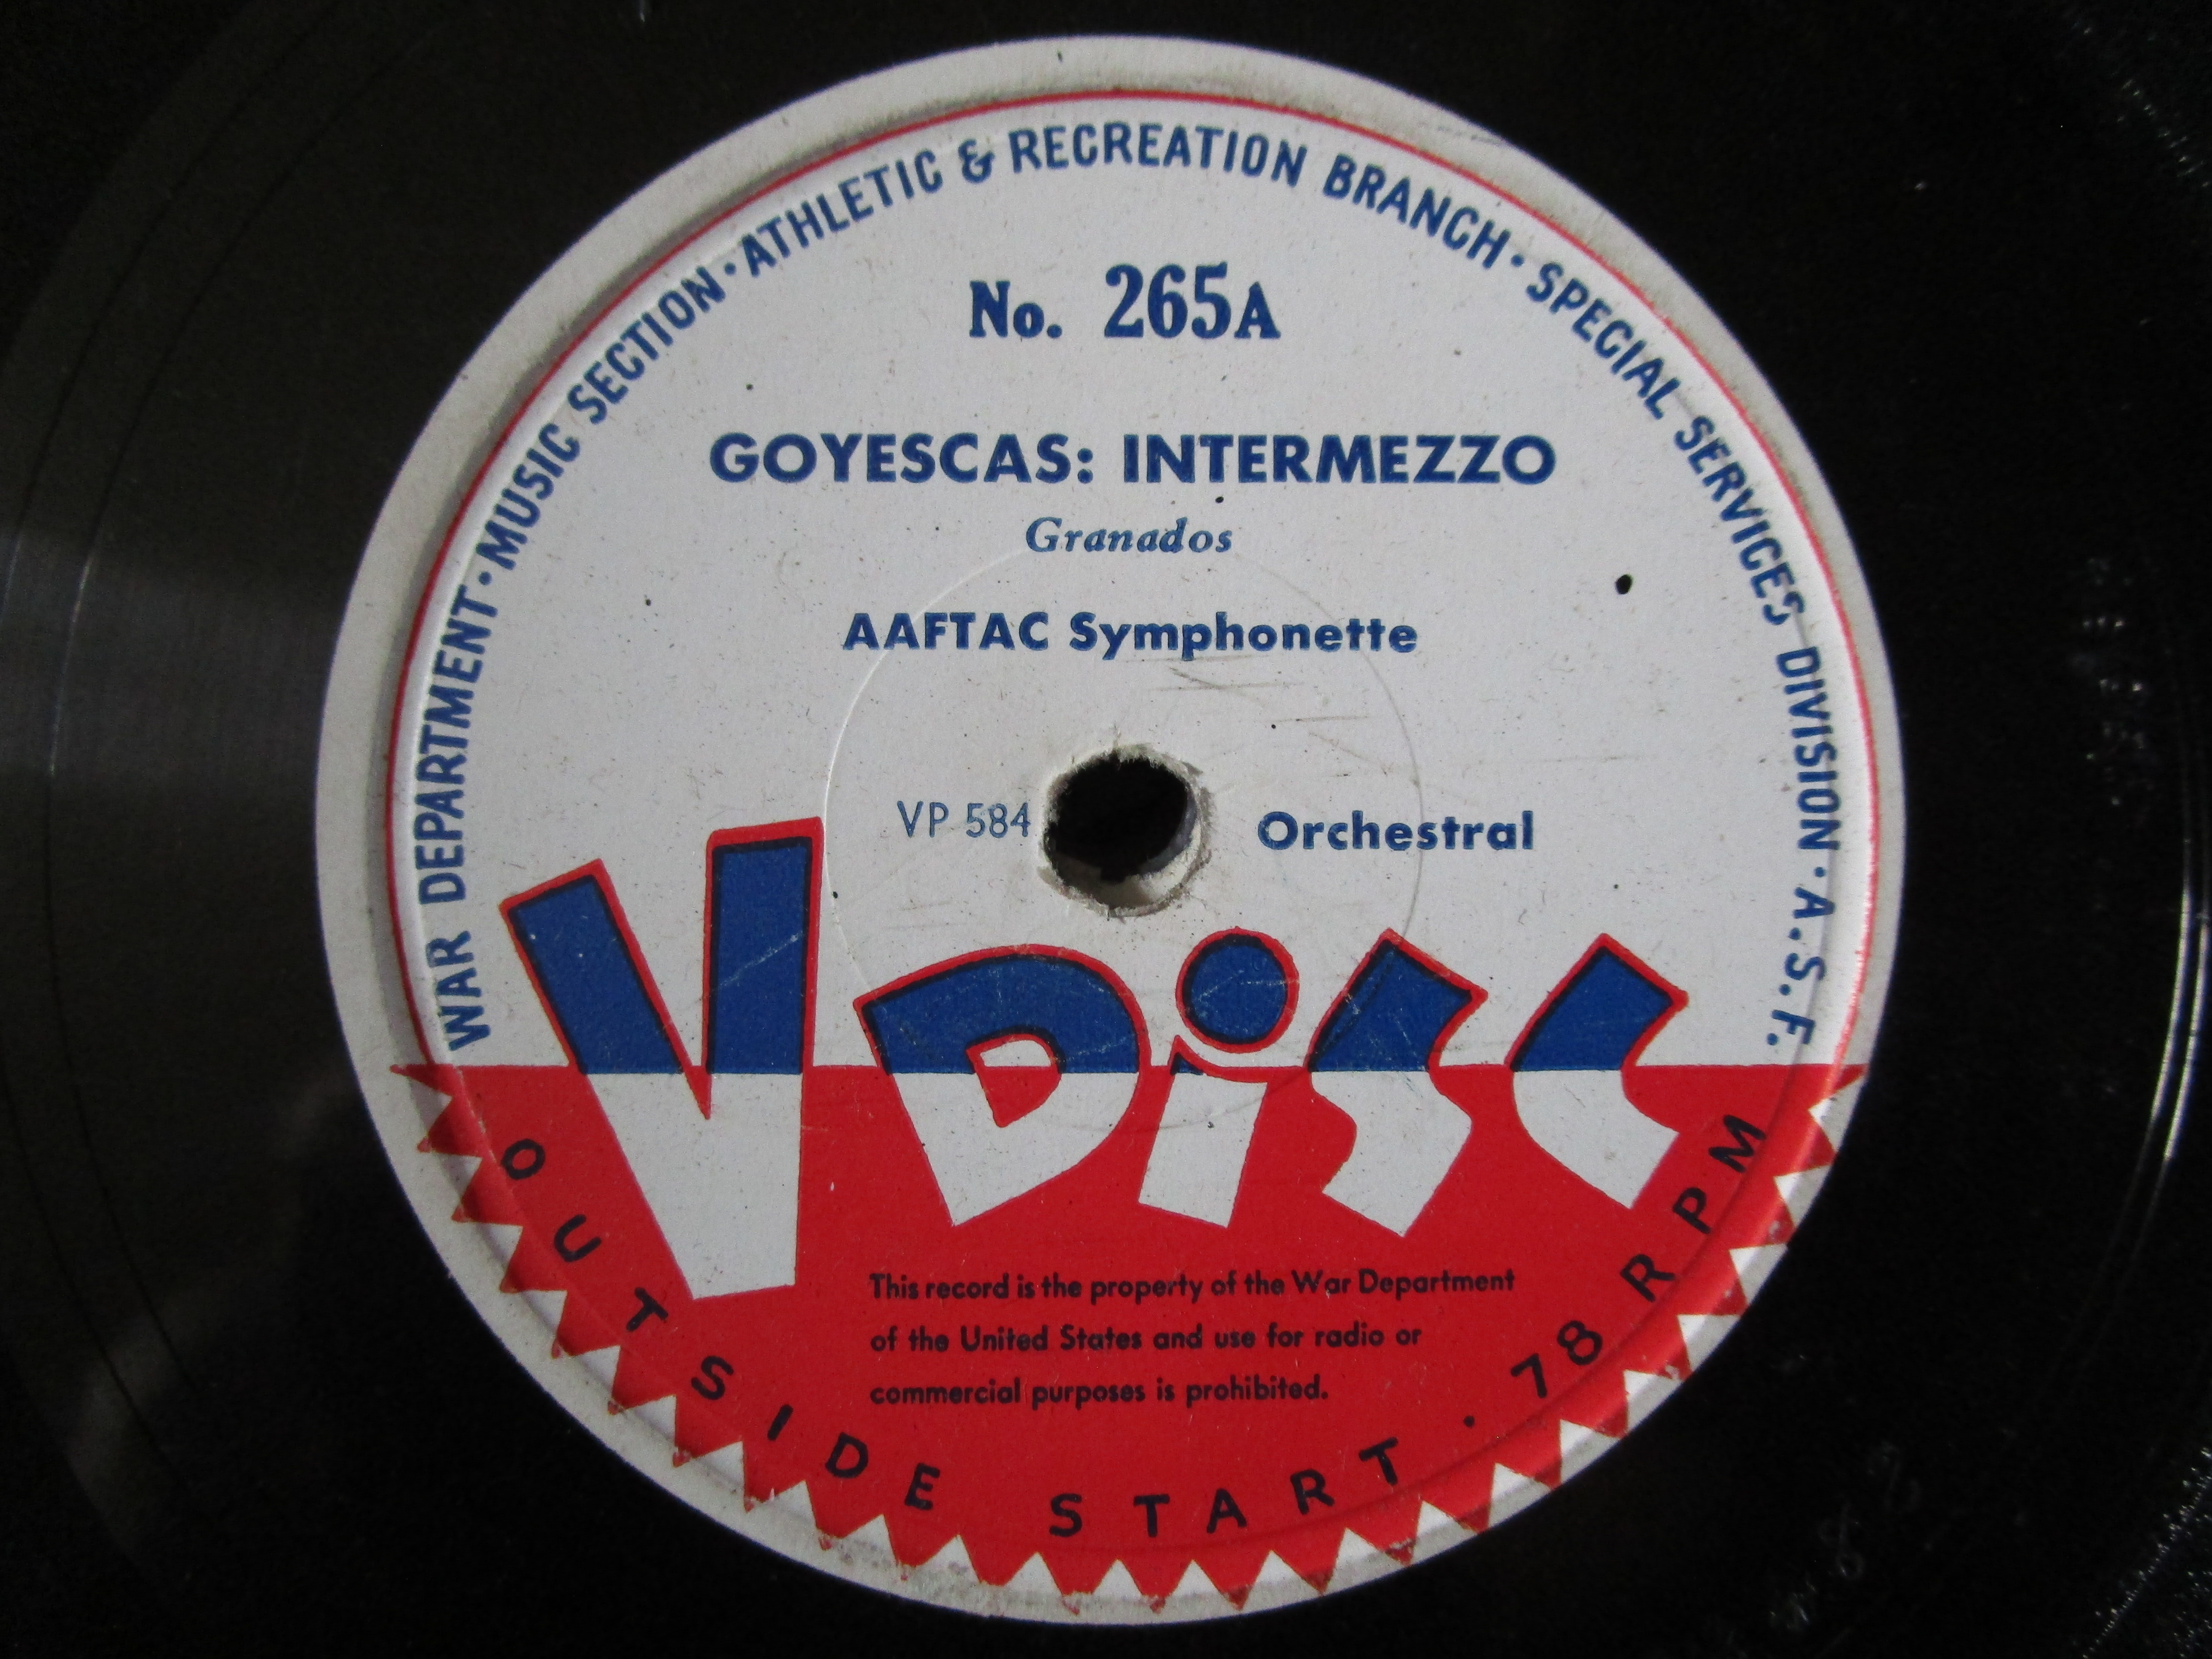 WAR DEPARTMENT · MUSIC SECTION · ATHLETIC & RECREATION BRANCH · SPECIAL SERVICES DIVISION · A.S.F.
No. 265A
GOYESCAS: INTERMEZZO
Granados
AAFTAC Symphonette
VP 584 Orchestral
V Disc
This record is the property of the War Department
of the United States and use for radio or
commercial purposes is prohibited.
OUTSIDE START · 78 RPM